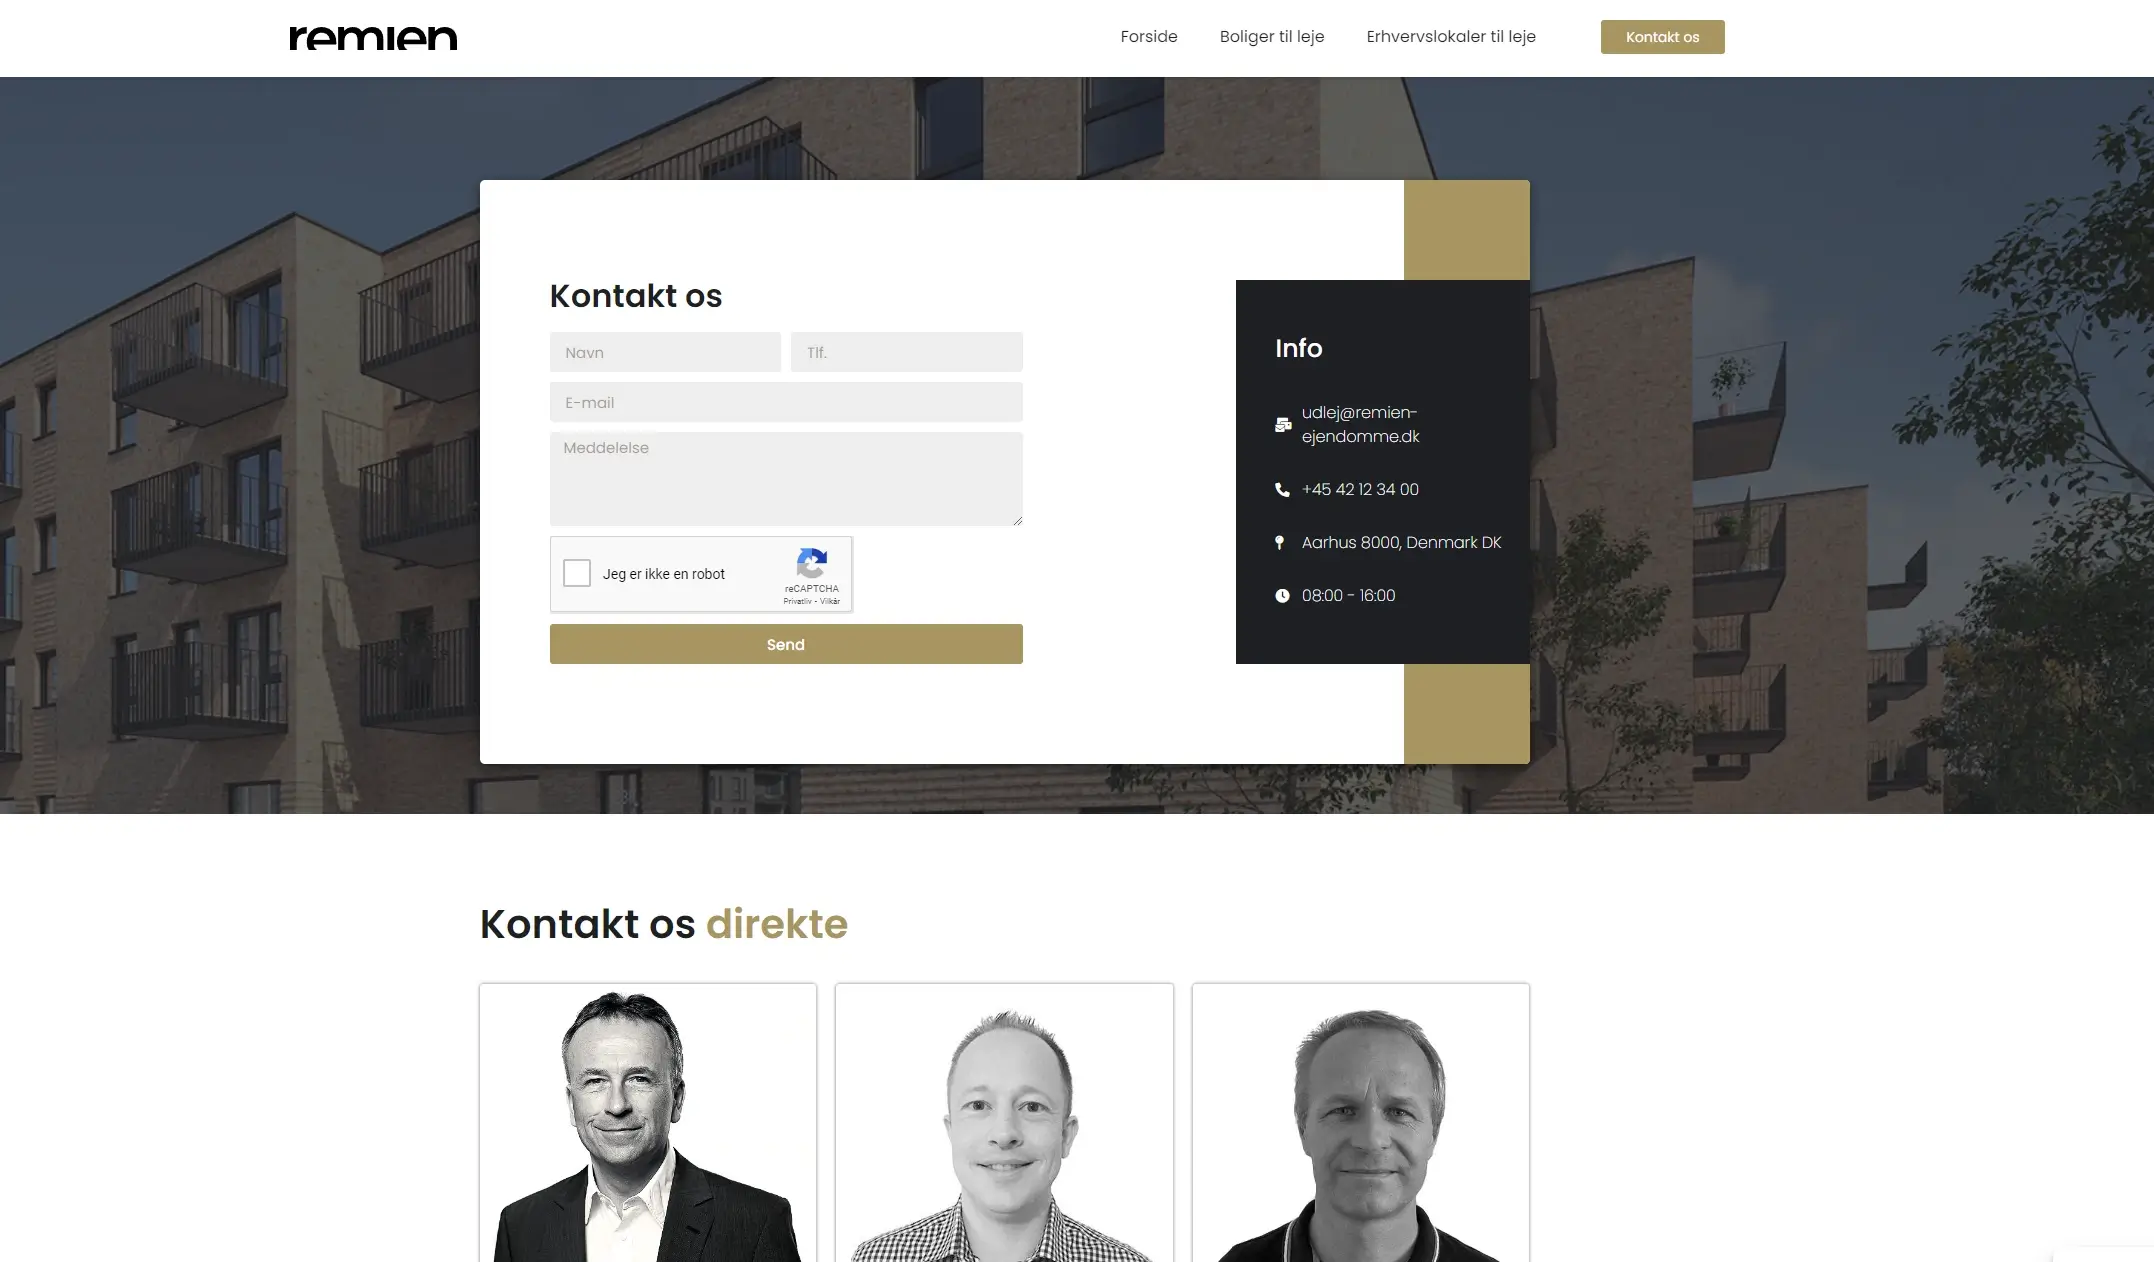 remien
Forside
Boliger til leje
Erhvervslokaler til leje
Kontakt os
Kontakt os
Navn
Tlf.
E-mail
Meddelelse
Jeg er ikke en robot
reCAPTCHA
Privatliv - Vilkår
Send
Info
udlej@remien-
ejendomme.dk
+45 42 12 34 00
Aarhus 8000, Denmark DK
08:00 - 16:00
Kontakt os direkte